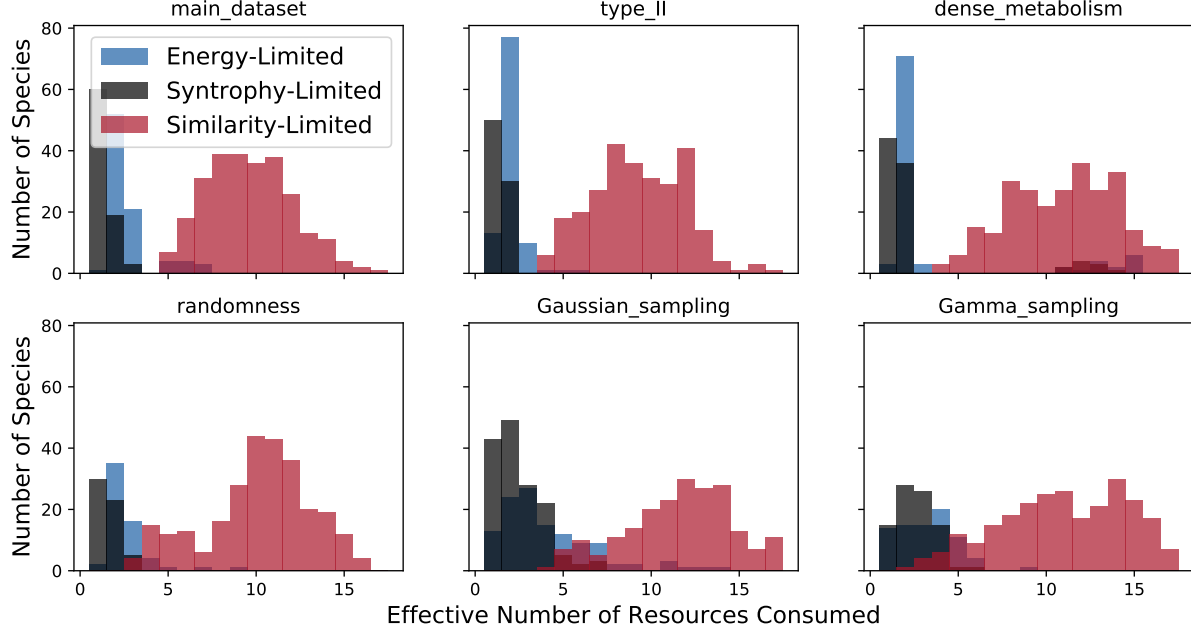 main_dataset
type_II
dense_metabolism
80
60
40
20
0
Number of Species
Energy-Limited
Syntrophy-Limited
Similarity-Limited
randomness
Gaussian_sampling
Gamma_sampling
80
60
40
20
0
Number of Species
0 5 10 15
0 5 10 15
0 5 10 15
Effective Number of Resources Consumed